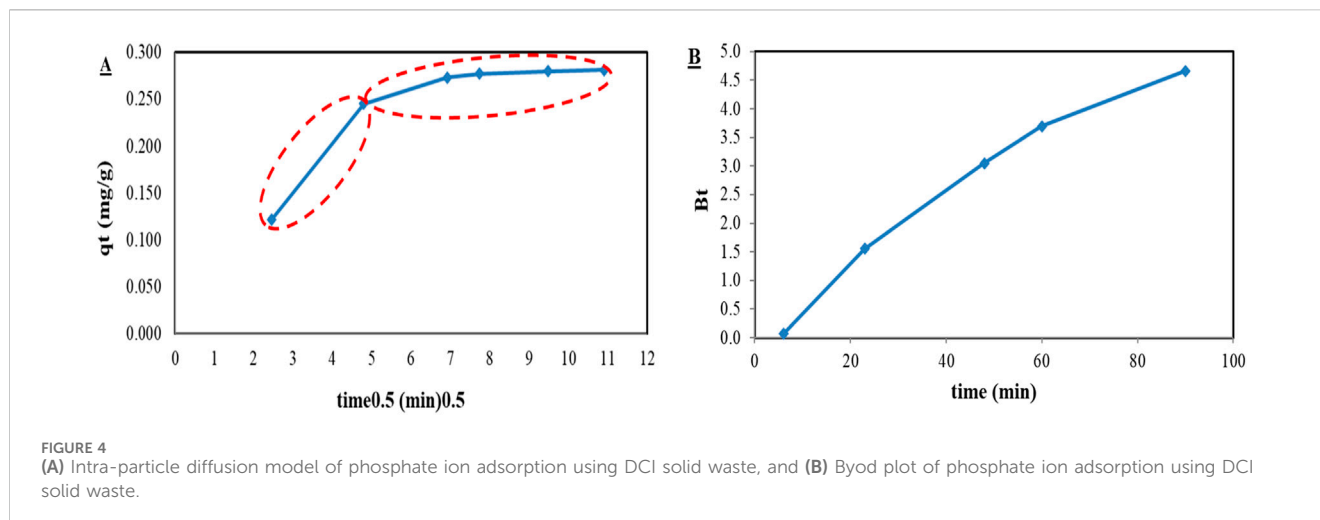 A
0.300
0.250
0.200
0.150
0.100
0.050
0.000
qt (mg/g)
0 1 2 3 4 5 6 7 8 9 10 11 12
time0.5 (min)0.5
B
5.0
4.5
4.0
3.5
3.0
2.5
2.0
1.5
1.0
0.5
0.0
Bt
0 20 40 60 80 100
time (min)
FIGURE 4
(A) Intra-particle diffusion model of phosphate ion adsorption using DCI solid waste, and (B) Byod plot of phosphate ion adsorption using DCI
solid waste.